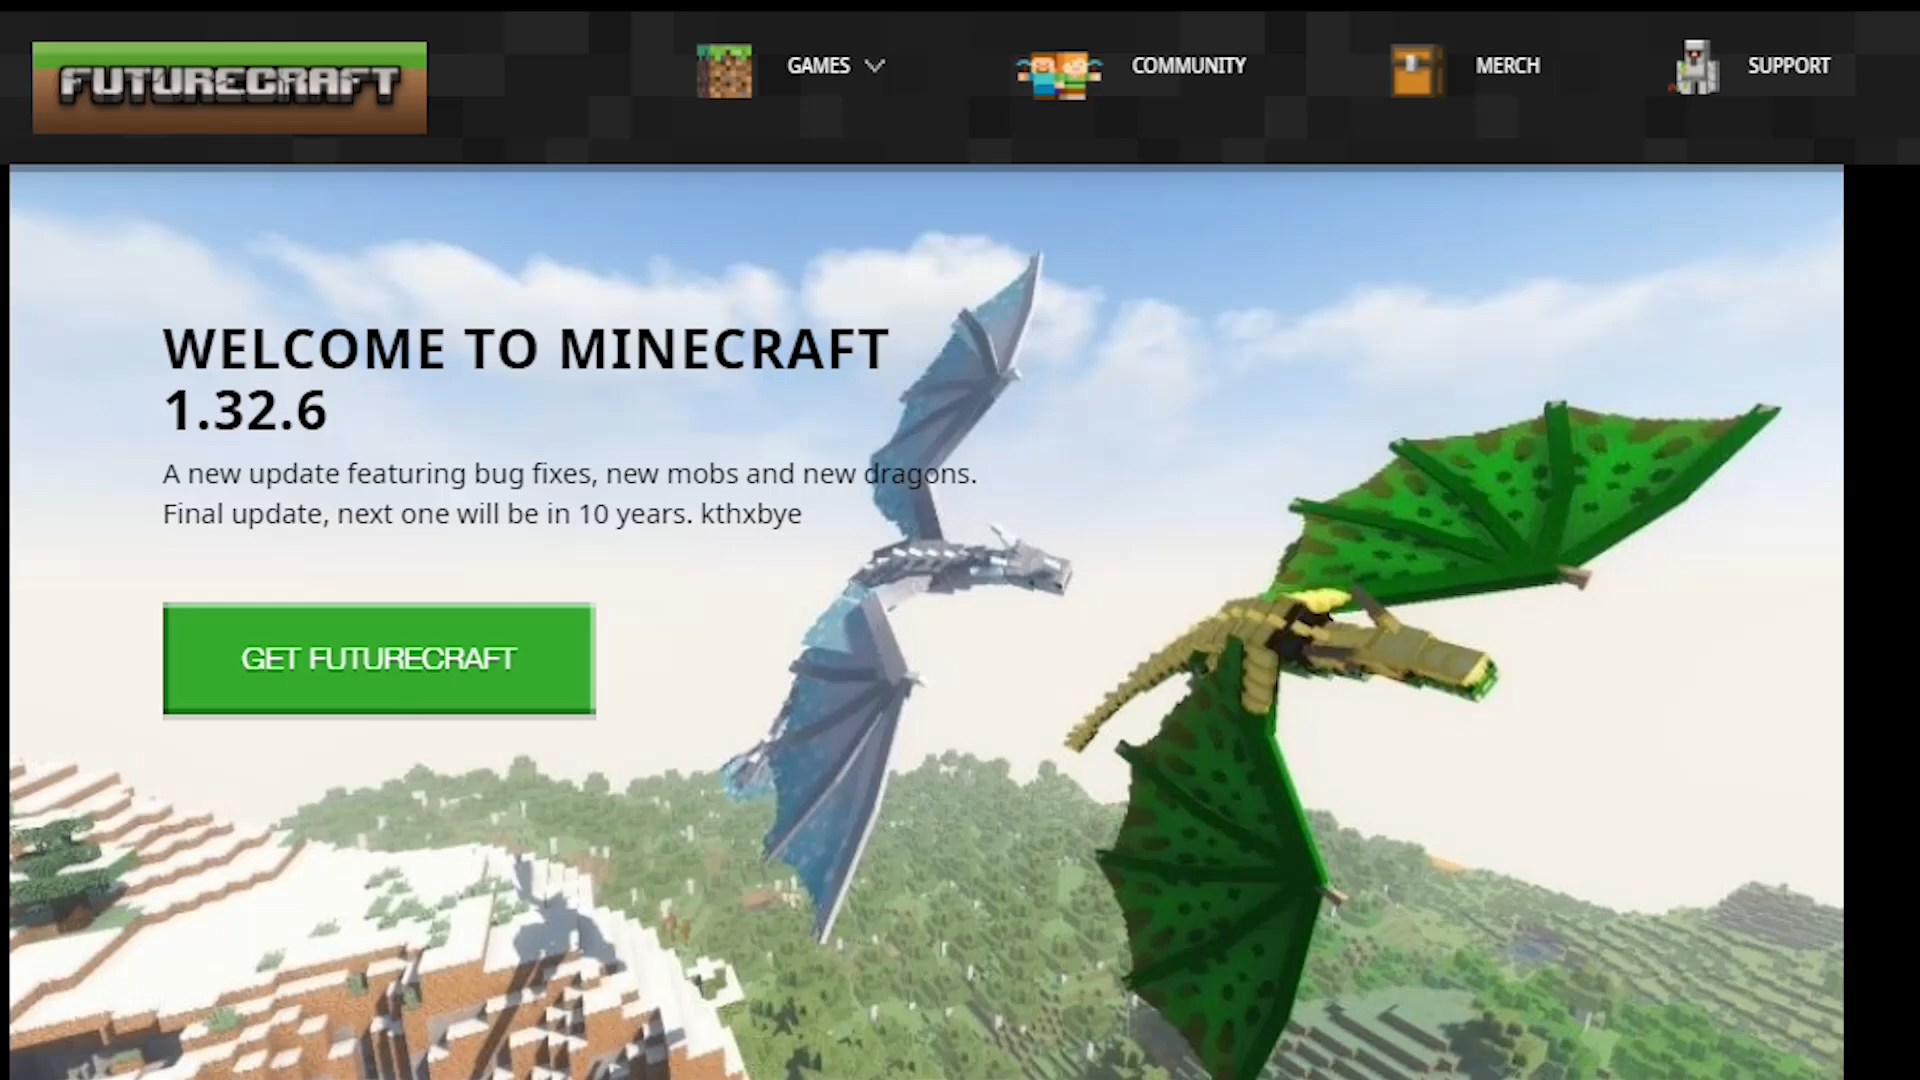 FUTURECRAFT
GAMES
COMMUNITY
MERCH
SUPPORT
WELCOME TO MINECRAFT
1.32.6
A new update featuring bug fixes, new mobs and new dragons.
Final update, next one will be in 10 years. kthxbye
GET FUTURECRAFT